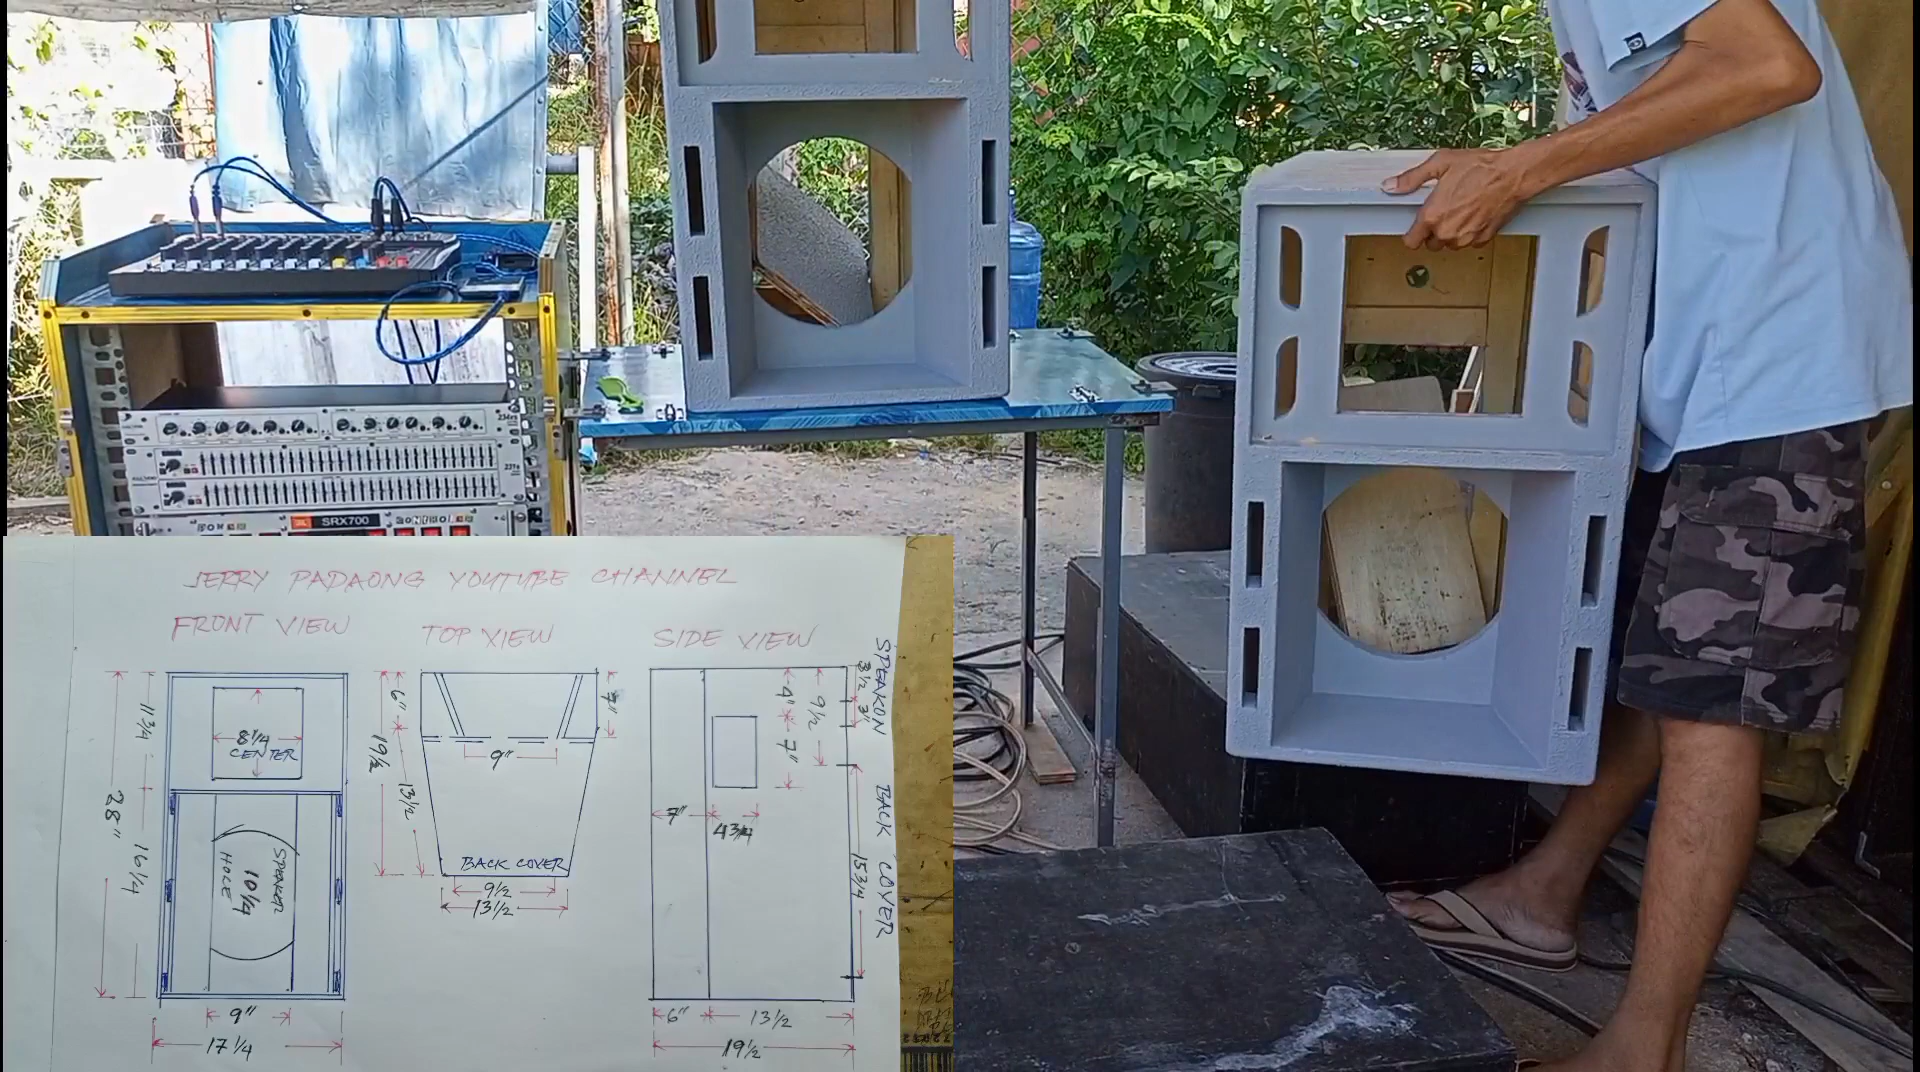 234xs
231s
SRX700
JERRY PADAONG YOUTUBE CHANNEL
FRONT VIEW
TOP VIEW
SIDE VIEW
11 3/4
8 1/4
CENTER
28"
16 1/4
SPEAKER
HOLE
10 1/4
9"
17 1/4
6"
19 1/2
13 1/2
7"
9"
BACK COVER
9 1/2
13 1/2
4"
7"
9 1/2
3 1/2
3"
SPEAKON
7"
4 3/4
15 3/4
BACK COVER
6"
13 1/2
19 1/2